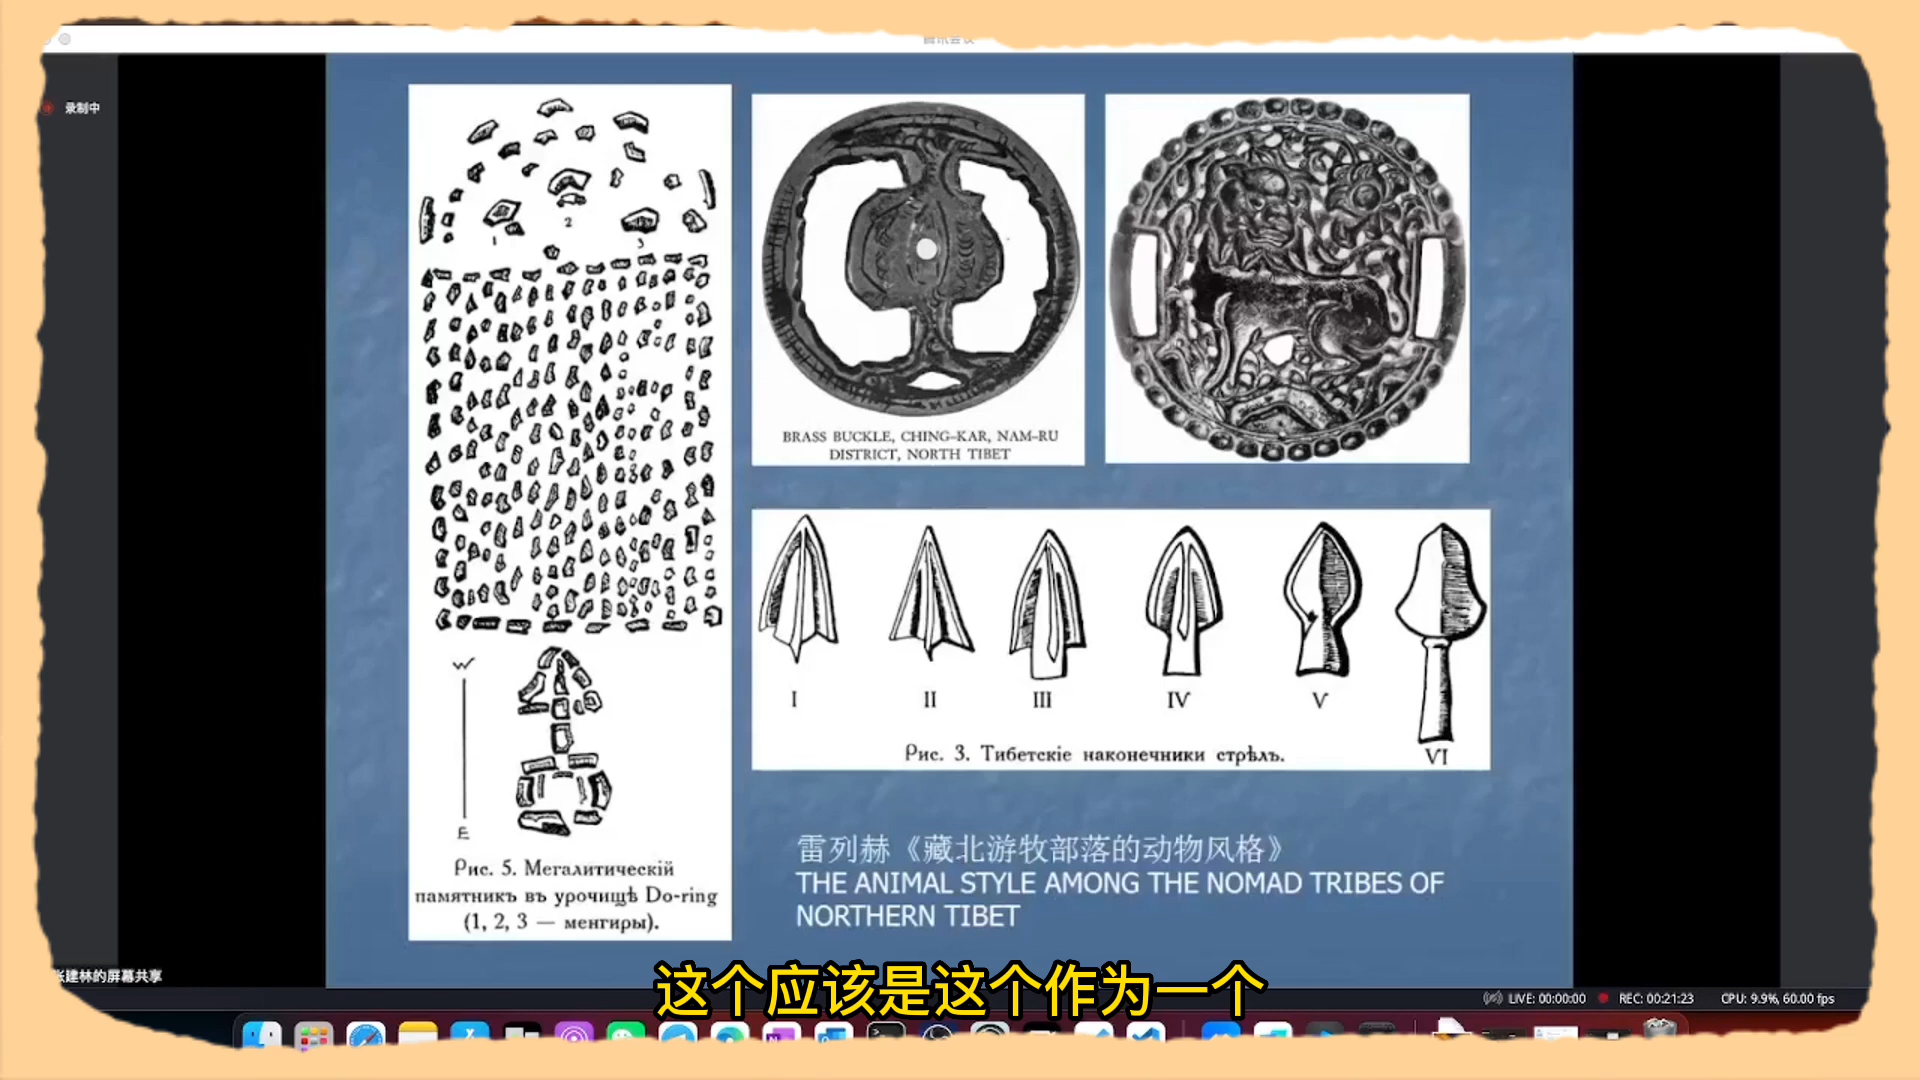 录制中
1
2
3
W
E
Рис. 5. Мегалитическій
памятникъ въ урочищѣ Do-ring
(1, 2, 3 — менгиры).
BRASS BUCKLE, CHING-KAR, NAM-RU
DISTRICT, NORTH TIBET
I
II
III
IV
V
VI
Рис. 3. Тибетскіе наконечники стрѣлъ.
雷列赫《藏北游牧部落的动物风格》
THE ANIMAL STYLE AMONG THE NOMAD TRIBES OF
NORTHERN TIBET
张建林的屏幕共享
这个应该是这个作为一个
LIVE: 00:00:00
REC: 00:21:23
CPU: 9.9%, 60.00 fps